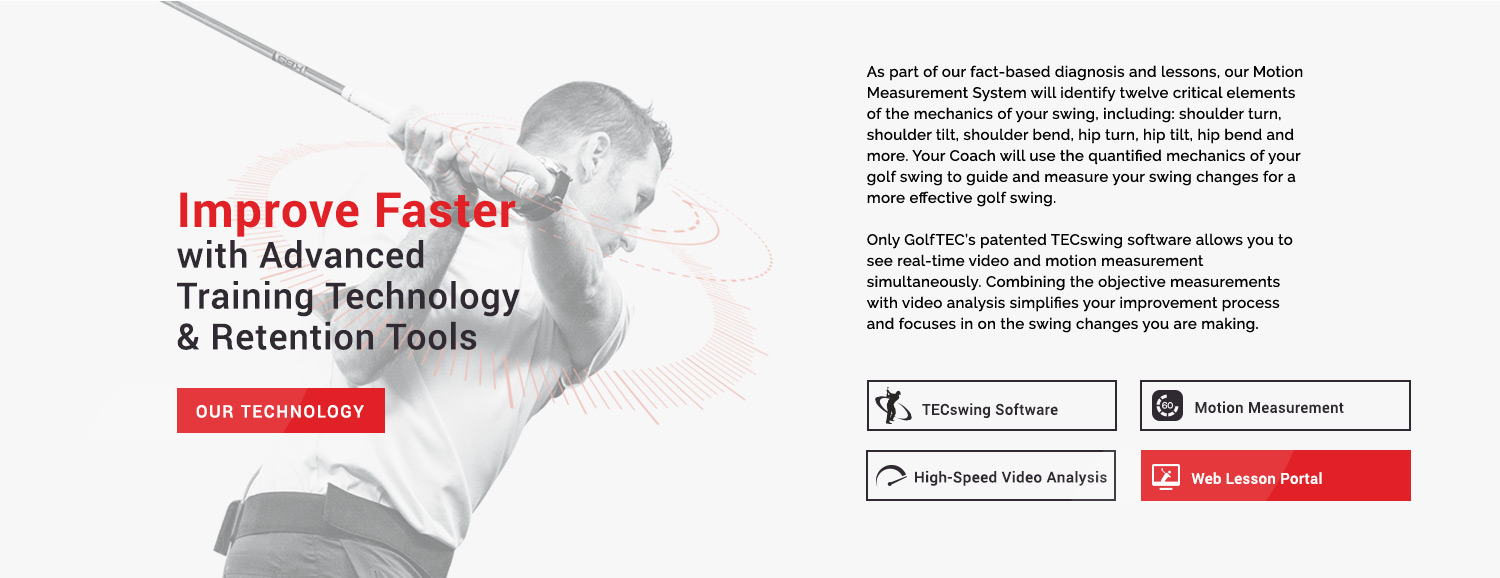 Improve Faster
with Advanced
Training Technology
& Retention Tools
OUR TECHNOLOGY
As part of our fact-based diagnosis and lessons, our Motion
Measurement System will identify twelve critical elements
of the mechanics of your swing, including: shoulder turn,
shoulder tilt, shoulder bend, hip turn, hip tilt, hip bend and
more. Your Coach will use the quantified mechanics of your
golf swing to guide and measure your swing changes for a
more effective golf swing.
Only GolfTEC's patented TECswing software allows you to
see real-time video and motion measurement
simultaneously. Combining the objective measurements
with video analysis simplifies your improvement process
and focuses in on the swing changes you are making.
TECswing Software
60
Motion Measurement
High-Speed Video Analysis
Web Lesson Portal